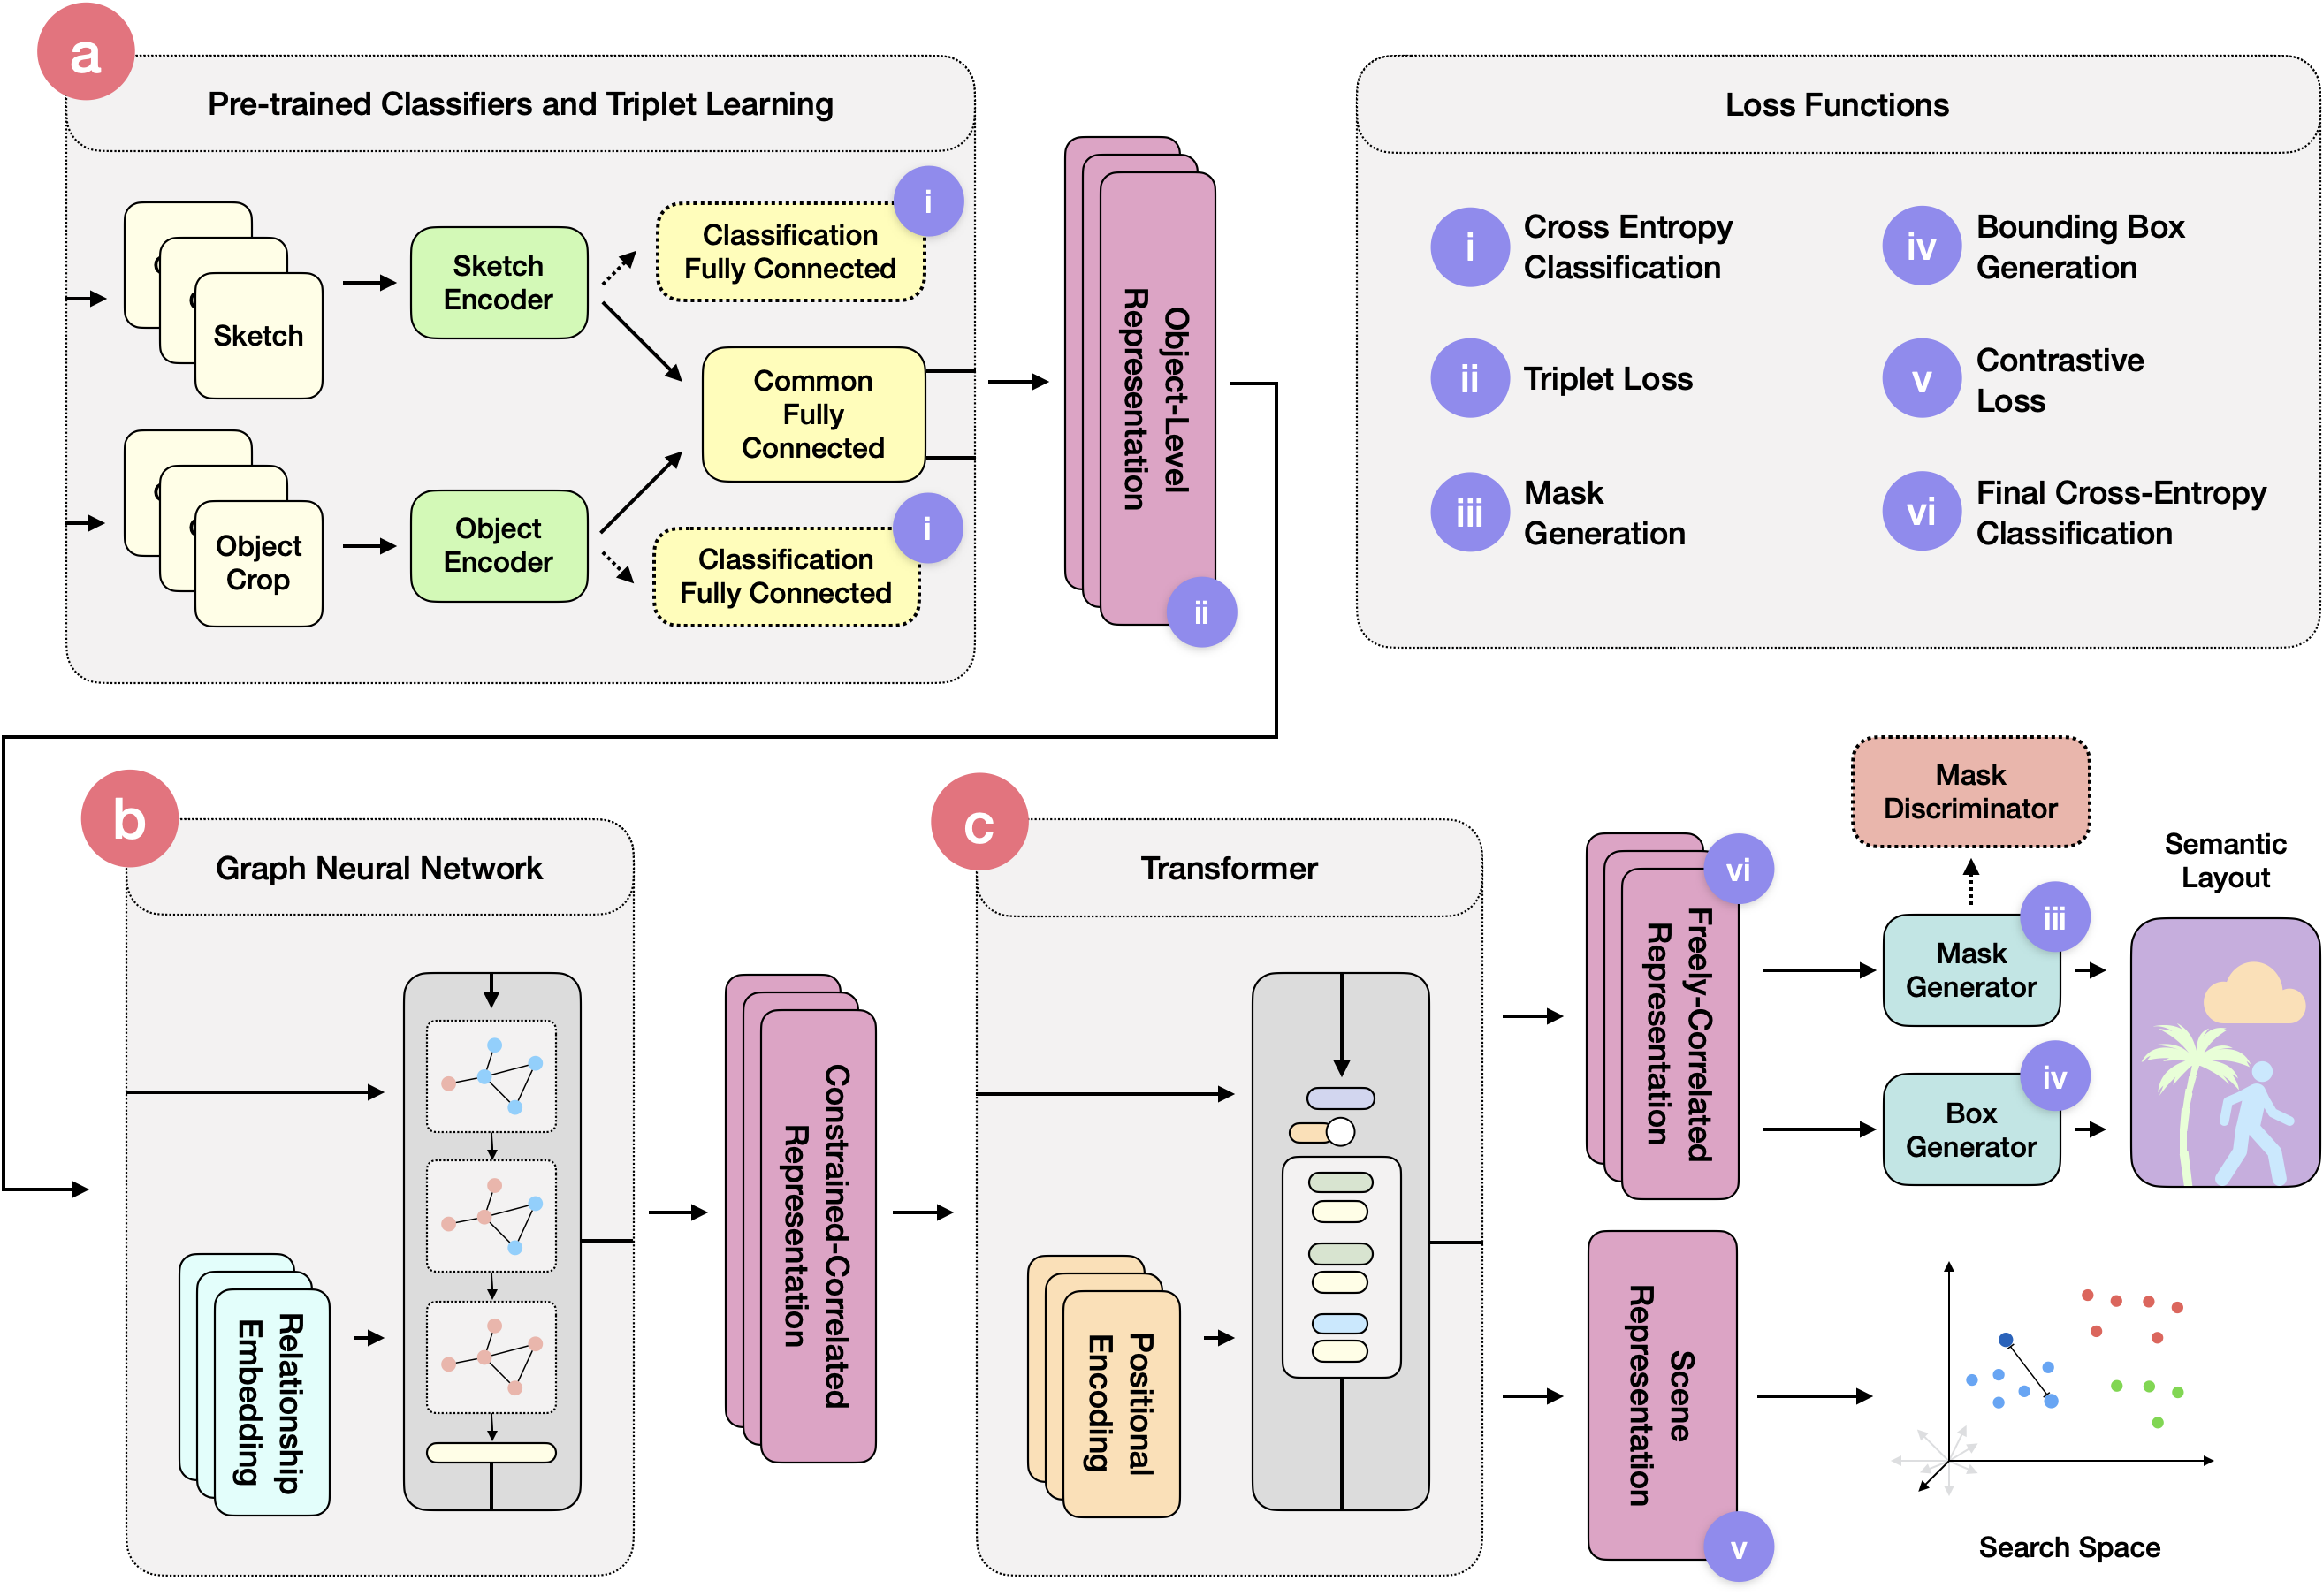 a
Pre-trained Classifiers and Triplet Learning
Sketch
Sketch
Encoder
Classification
Fully Connected
i
Common
Fully
Connected
Object
Crop
Object
Encoder
Classification
Fully Connected
i
Object-Level
Representation
ii
Loss Functions
i
Cross Entropy
Classification
ii
Triplet Loss
iii
Mask
Generation
iv
Bounding Box
Generation
v
Contrastive
Loss
vi
Final Cross-Entropy
Classification
b
Graph Neural Network
Relationship
Embedding
Constrained-Correlated
Representation
c
Transformer
Positional
Encoding
Freely-Correlated
Representation
vi
Mask
Discriminator
Mask
Generator
iii
Box
Generator
iv
Semantic
Layout
Scene
Representation
v
Search Space